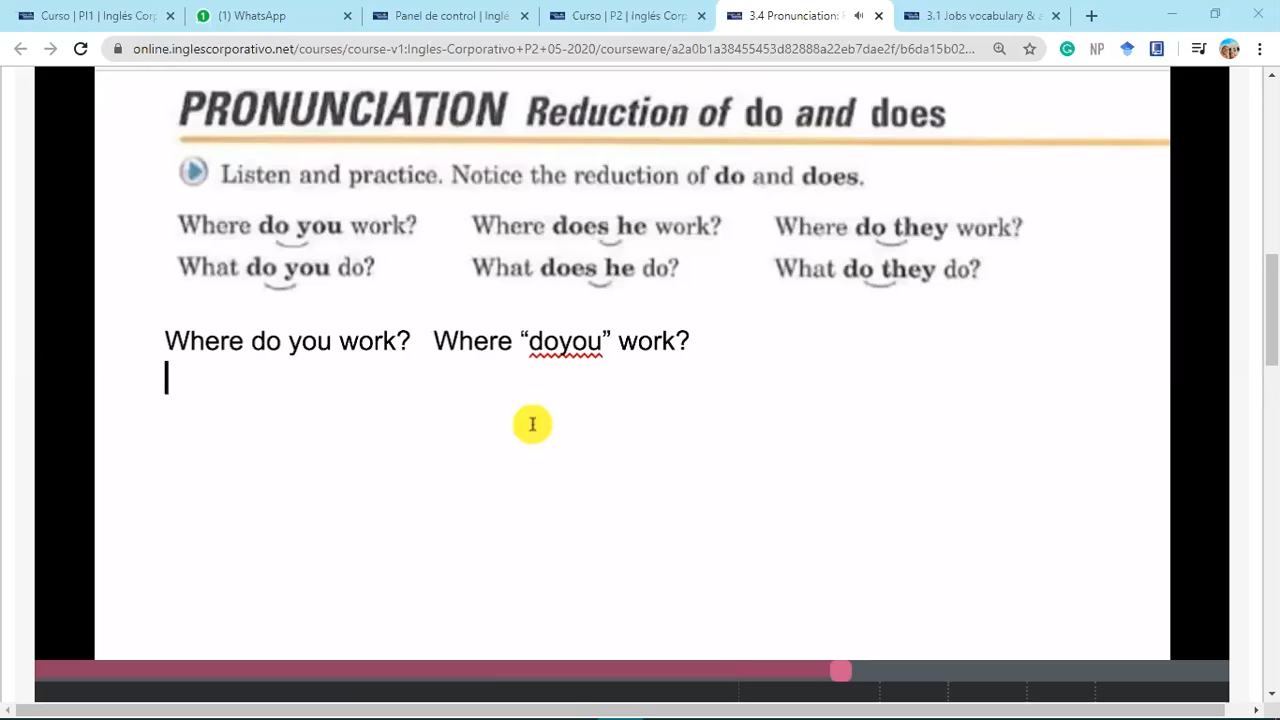 Curso | PI1 | Inglés Corp
(1) WhatsApp
Panel de control | Inglé
Curso | P2 | Inglés Corp
3.4 Pronunciation:
3.1 Jobs vocabulary &
online.inglescorporativo.net/courses/course-v1:Ingles-Corporativo+P2+05-2020/courseware/a2a0b13f8455453d82888a22eb7dae2f/b6da15b02...
NP
PRONUNCIATION Reduction of do and does
Listen and practice. Notice the reduction of do and does.
Where do you work? Where does he work? Where do they work?
What do you do? What does he do? What do they do?
Where do you work? Where “doyou” work?